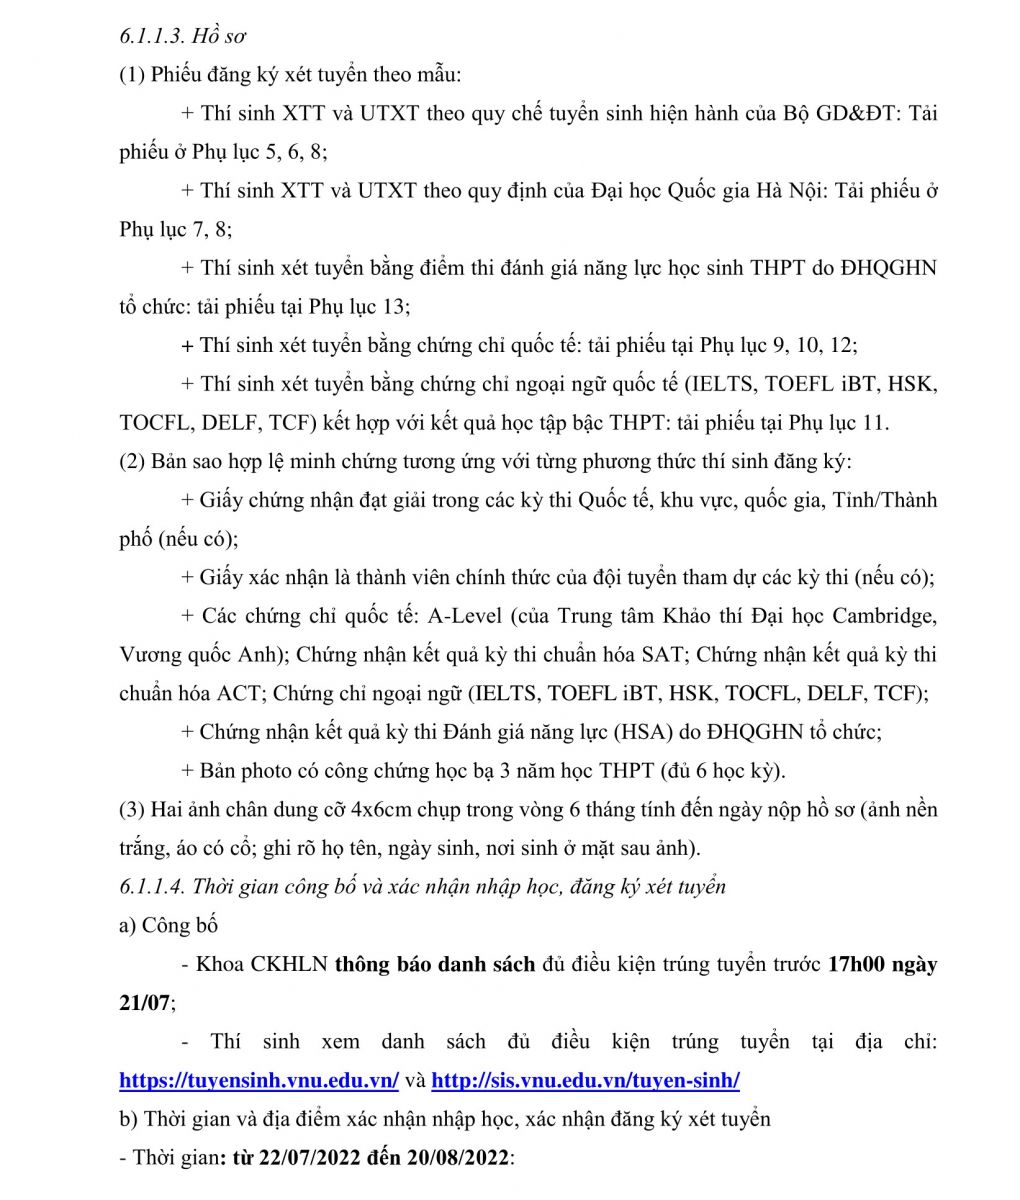 6.1.1.3. Hồ sơ
(1) Phiếu đăng ký xét tuyển theo mẫu:
+ Thí sinh XTT và UTXT theo quy chế tuyển sinh hiện hành của Bộ GD&ĐT: Tải
phiếu ở Phụ lục 5, 6, 8;
+ Thí sinh XTT và UTXT theo quy định của Đại học Quốc gia Hà Nội: Tải phiếu ở
Phụ lục 7, 8;
+ Thí sinh xét tuyển bằng điểm thi đánh giá năng lực học sinh THPT do ĐHQGHN
tổ chức: tải phiếu tại Phụ lục 13;
+ Thí sinh xét tuyển bằng chứng chỉ quốc tế: tải phiếu tại Phụ lục 9, 10, 12;
+ Thí sinh xét tuyển bằng chứng chỉ ngoại ngữ quốc tế (IELTS, TOEFL iBT, HSK,
TOCFL, DELF, TCF) kết hợp với kết quả học tập bậc THPT: tải phiếu tại Phụ lục 11.
(2) Bản sao hợp lệ minh chứng tương ứng với từng phương thức thí sinh đăng ký:
+ Giấy chứng nhận đạt giải trong các kỳ thi Quốc tế, khu vực, quốc gia, Tỉnh/Thành
phố (nếu có);
+ Giấy xác nhận là thành viên chính thức của đội tuyển tham dự các kỳ thi (nếu có);
+ Các chứng chỉ quốc tế: A-Level (của Trung tâm Khảo thí Đại học Cambridge,
Vương quốc Anh); Chứng nhận kết quả kỳ thi chuẩn hóa SAT; Chứng nhận kết quả kỳ thi
chuẩn hóa ACT; Chứng chỉ ngoại ngữ (IELTS, TOEFL iBT, HSK, TOCFL, DELF, TCF);
+ Chứng nhận kết quả kỳ thi Đánh giá năng lực (HSA) do ĐHQGHN tổ chức;
+ Bản photo có công chứng học bạ 3 năm học THPT (đủ 6 học kỳ).
(3) Hai ảnh chân dung cỡ 4x6cm chụp trong vòng 6 tháng tính đến ngày nộp hồ sơ (ảnh nền
trắng, áo có cổ; ghi rõ họ tên, ngày sinh, nơi sinh ở mặt sau ảnh).
6.1.1.4. Thời gian công bố và xác nhận nhập học, đăng ký xét tuyển
a) Công bố
- Khoa CKHLN thông báo danh sách đủ điều kiện trúng tuyển trước 17h00 ngày
21/07;
- Thí sinh xem danh sách đủ điều kiện trúng tuyển tại địa chỉ:
https://tuyensinh.vnu.edu.vn/ và http://sis.vnu.edu.vn/tuyen-sinh/
b) Thời gian và địa điểm xác nhận nhập học, xác nhận đăng ký xét tuyển
- Thời gian: từ 22/07/2022 đến 20/08/2022: